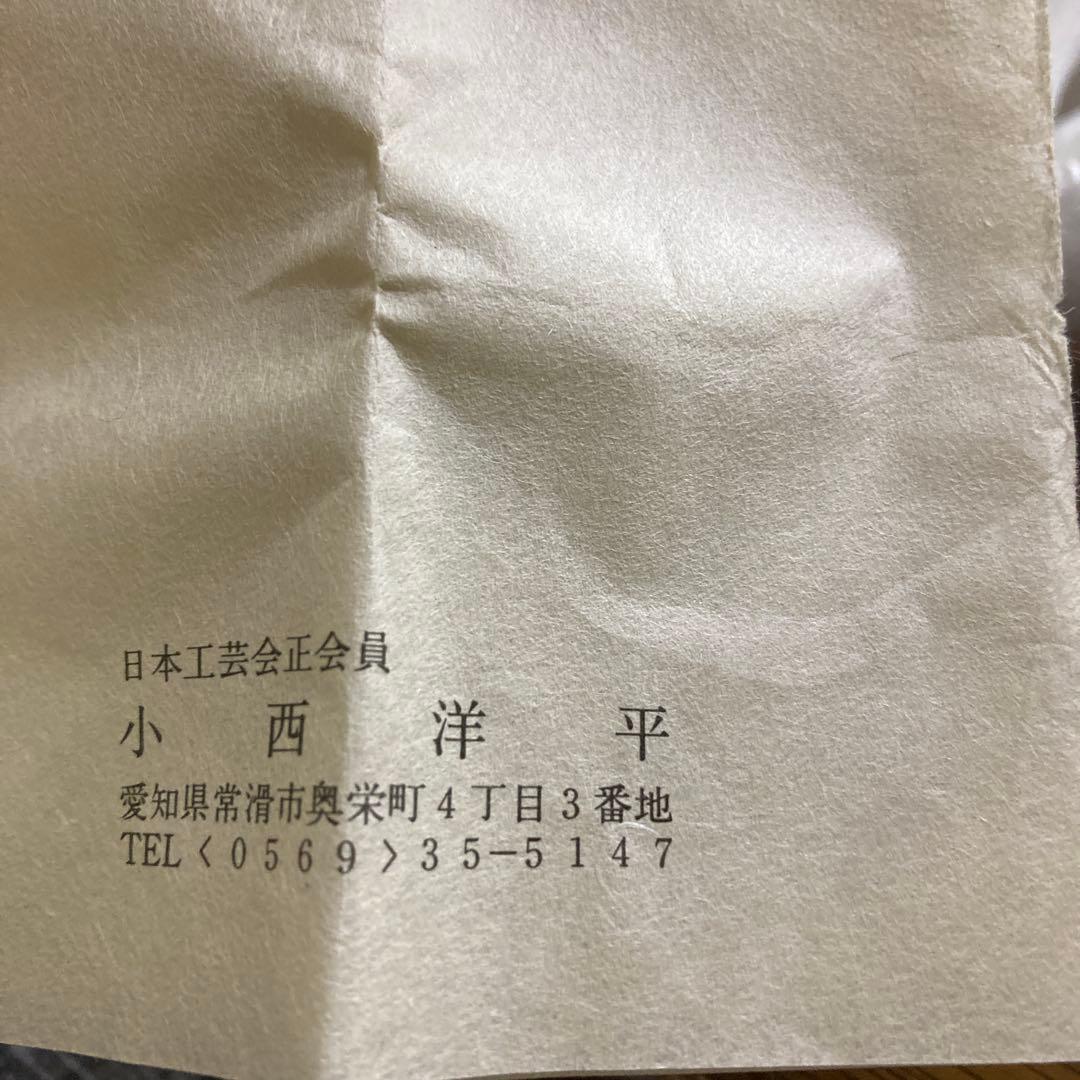 日本工芸会正会員
小西洋平
愛知県常滑市奥栄町4丁目3番地
TEL〈0569〉35-5147